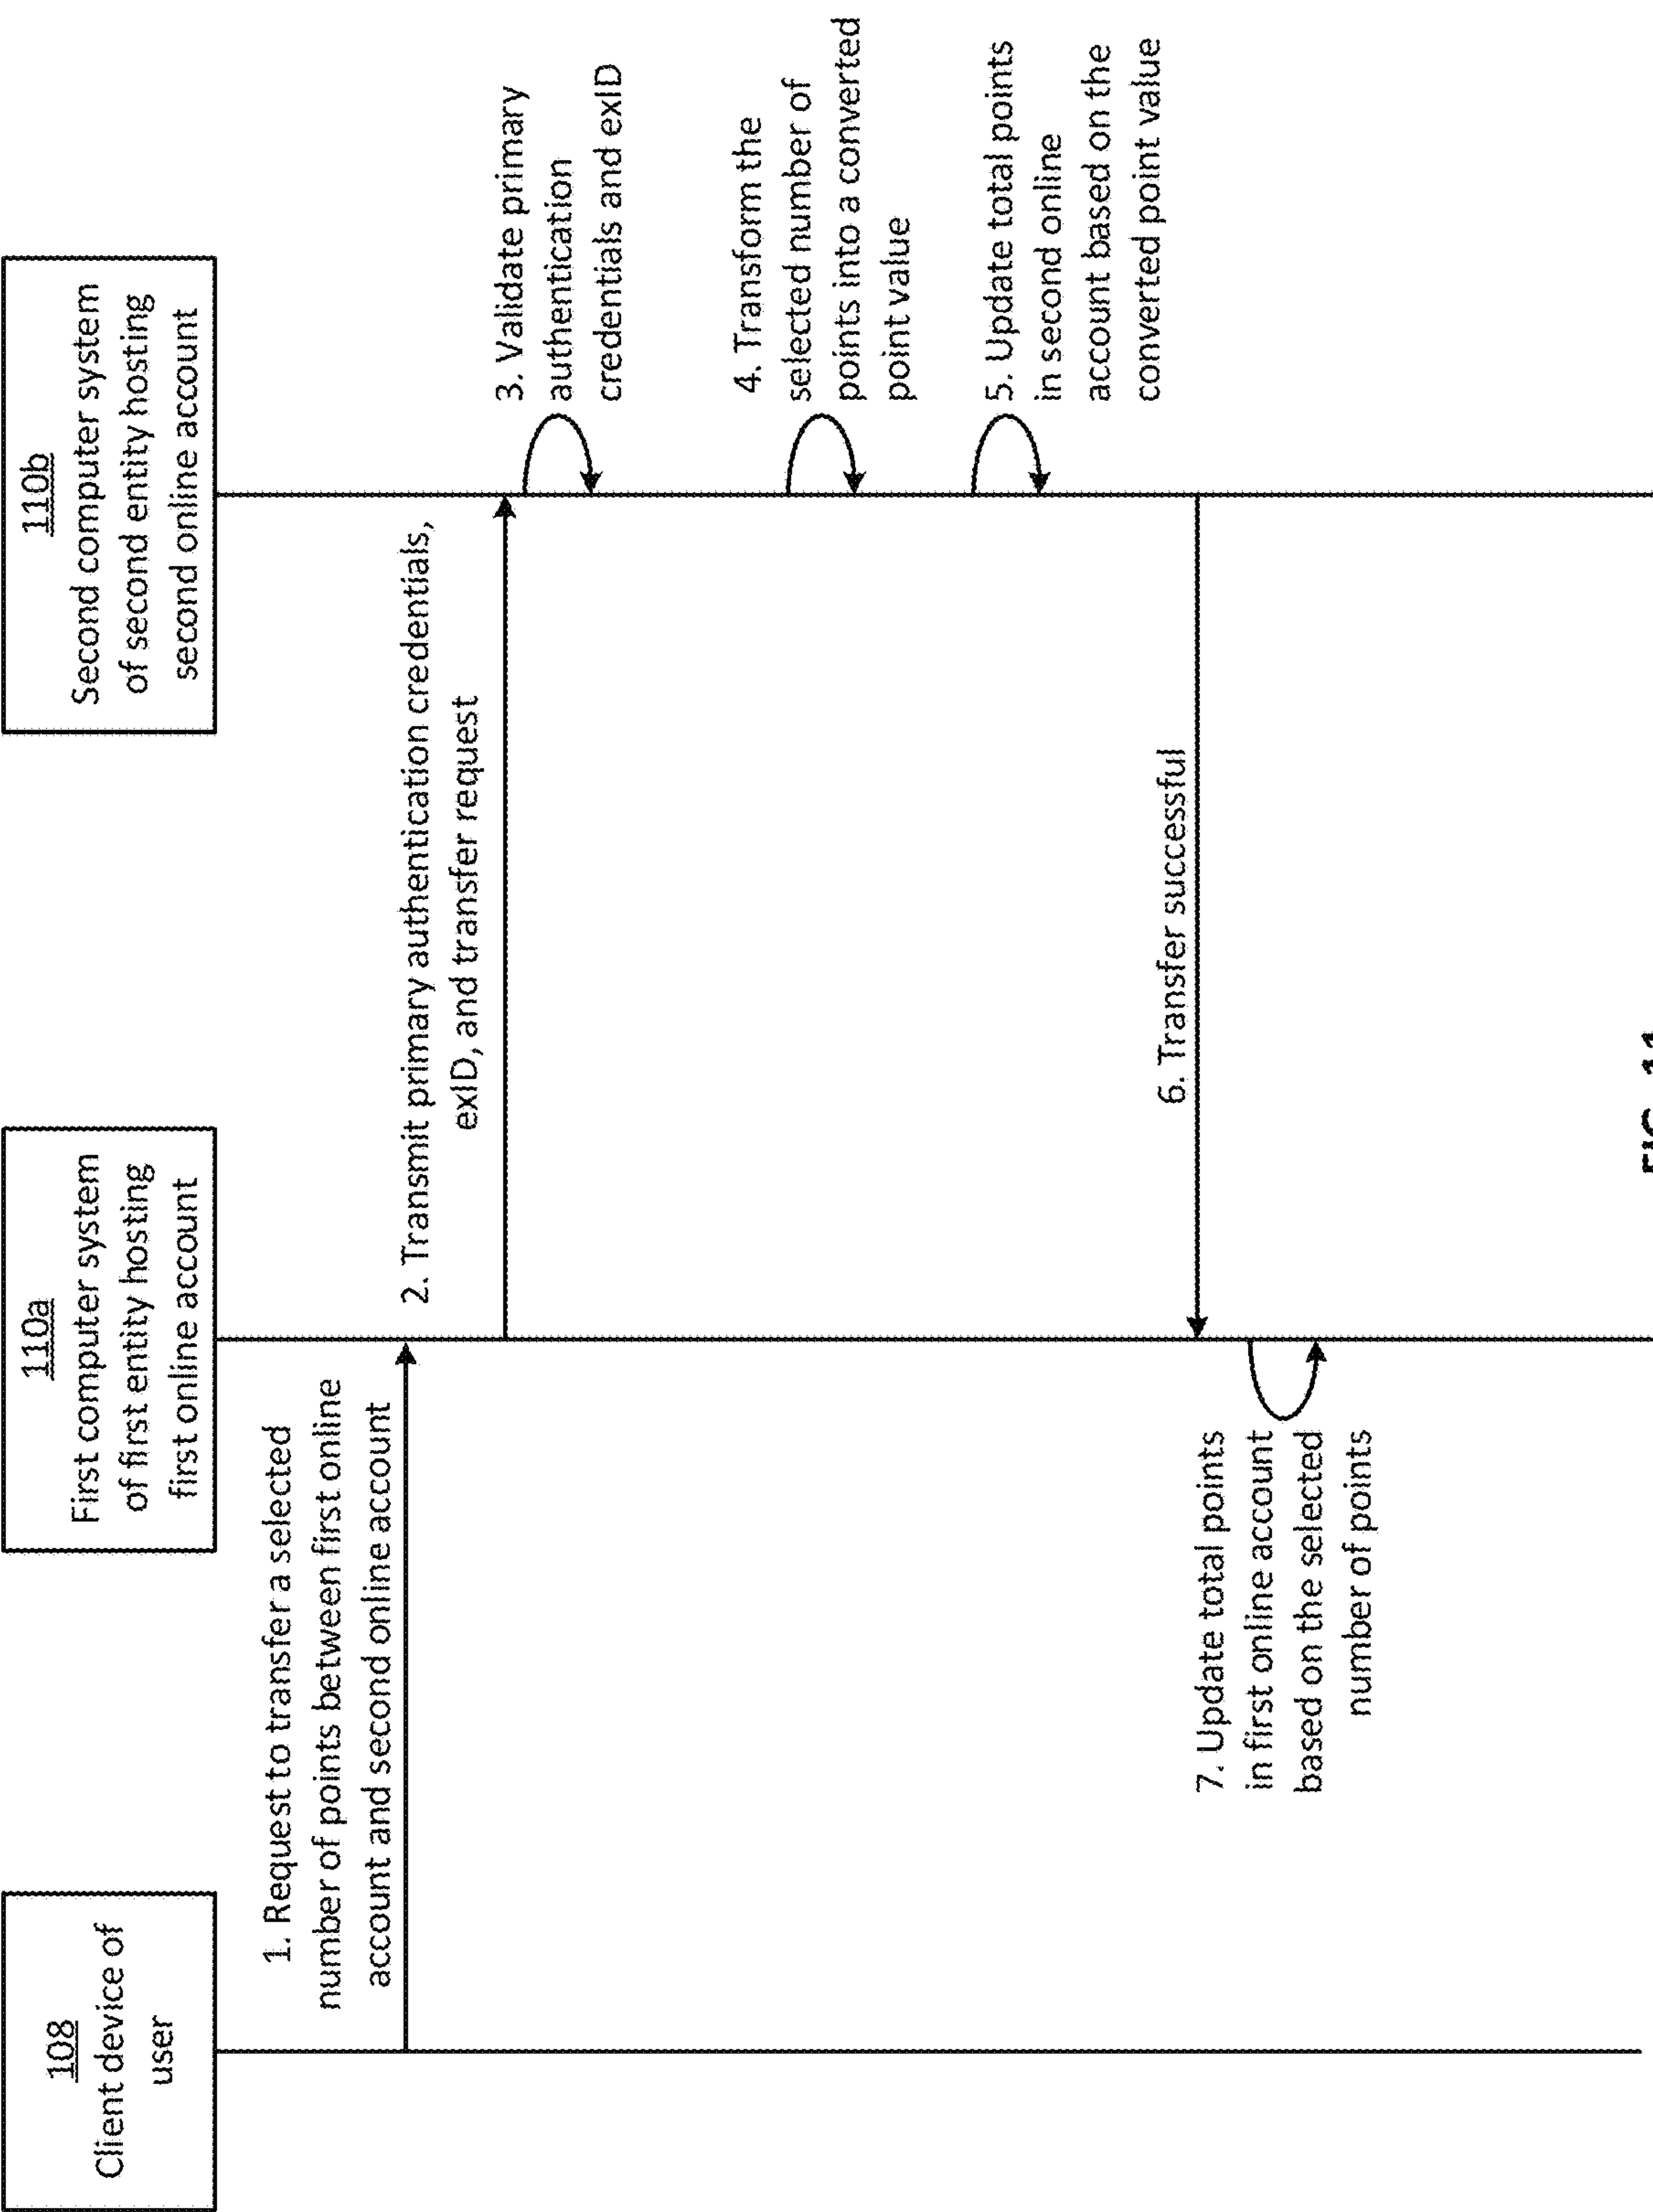 108
Client device of
user
110a
First computer system
of first entity hosting
first online account
110b
Second computer system
of second entity hosting
second online account
1. Request to transfer a selected
number of points between first online
account and second online account
2. Transmit primary authentication credentials,
exID, and transfer request
3. Validate primary
authentication
credentials and exID
4. Transform the
selected number of
points into a converted
point value
5. Update total points
in second online
account based on the
converted point value
6. Transfer successful
7. Update total points
in first online account
based on the selected
number of points
FIG. 11